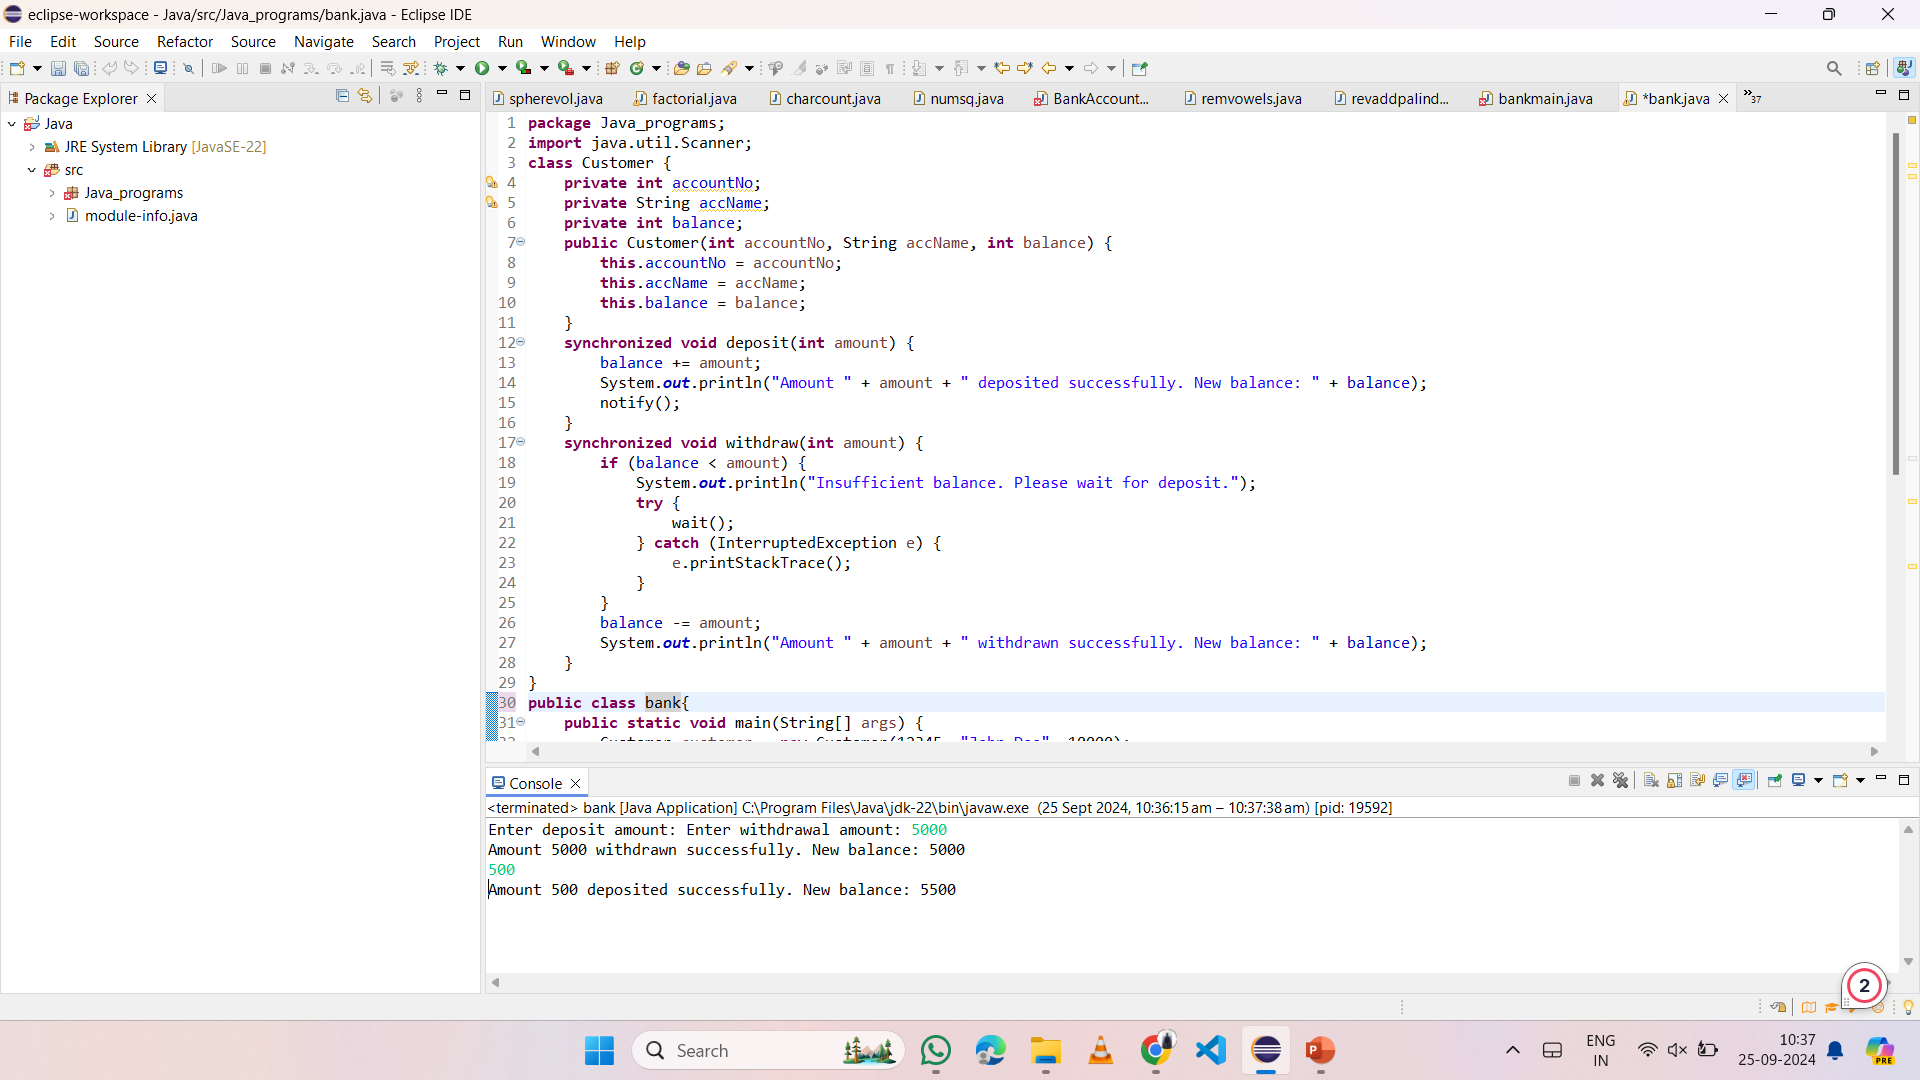 eclipse-workspace - Java/src/Java_programs/bank.java - Eclipse IDE
File Edit Source Refactor Source Navigate Search Project Run Window Help
Package Explorer
spherevol.java factorial.java charcount.java numsq.java BankAccount... remvowels.java revaddpalind... bankmain.java *bank.java »37
Java
JRE System Library [JavaSE-22]
src
Java_programs
module-info.java
1 package Java_programs;
2 import java.util.Scanner;
3 class Customer {
4     private int accountNo;
5     private String accName;
6     private int balance;
7     public Customer(int accountNo, String accName, int balance) {
8         this.accountNo = accountNo;
9         this.accName = accName;
10         this.balance = balance;
11     }
12     synchronized void deposit(int amount) {
13         balance += amount;
14         System.out.println("Amount " + amount + " deposited successfully. New balance: " + balance);
15         notify();
16     }
17     synchronized void withdraw(int amount) {
18         if (balance < amount) {
19             System.out.println("Insufficient balance. Please wait for deposit.");
20             try {
21                 wait();
22             } catch (InterruptedException e) {
23                 e.printStackTrace();
24             }
25         }
26         balance -= amount;
27         System.out.println("Amount " + amount + " withdrawn successfully. New balance: " + balance);
28     }
29 }
30 public class bank{
31     public static void main(String[] args) {
32         Customer customer = new Customer(12345, "John Doe", 10000);
Console
<terminated> bank [Java Application] C:\Program Files\Java\jdk-22\bin\javaw.exe (25 Sept 2024, 10:36:15 am – 10:37:38 am) [pid: 19592]
Enter deposit amount: Enter withdrawal amount: 5000
Amount 5000 withdrawn successfully. New balance: 5000
500
Amount 500 deposited successfully. New balance: 5500
2
Search
ENG
IN
10:37
25-09-2024
PRE